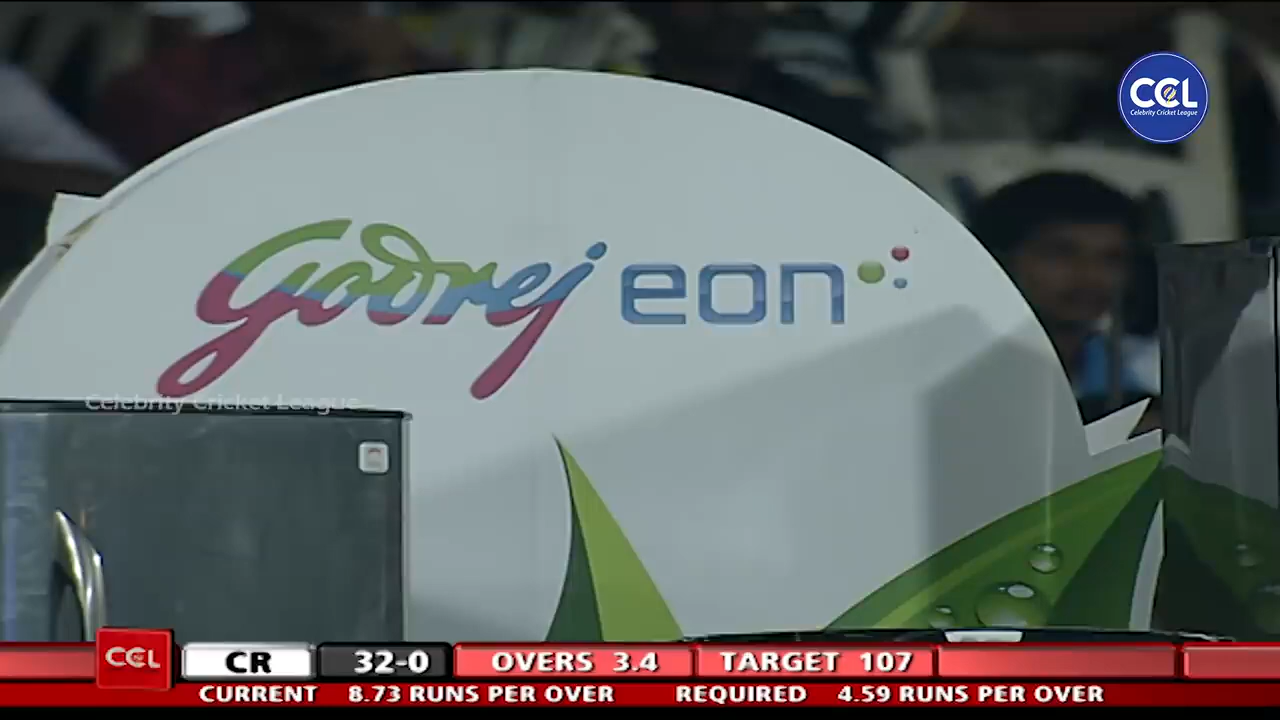 CCL
Celebrity Cricket League
Godrej eon
Celebrity Cricket League
CCL CR 32-0 OVERS 3.4 TARGET 107
CURRENT 8.73 RUNS PER OVER REQUIRED 4.59 RUNS PER OVER